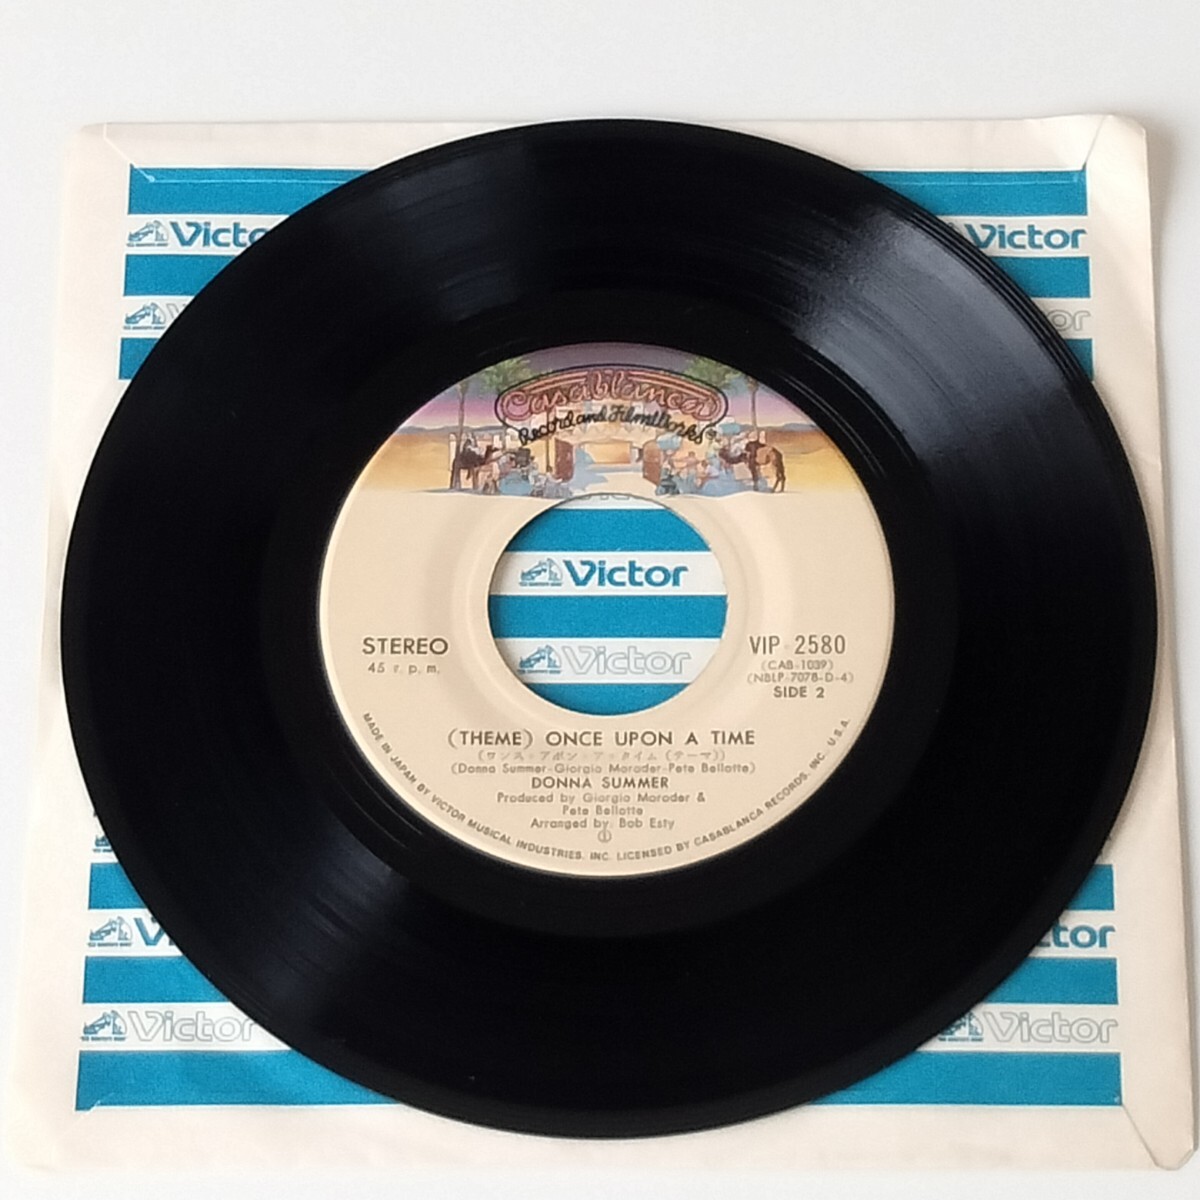 Victor
Victor
Casablanca
Record and FilmWorks
Victor
Victor
STEREO
45 r. p. m.
VIP-2580
(CAB-1039)
(NBLP-7078-D-4)
SIDE 2
(THEME) ONCE UPON A TIME
(ワンス・アポン・ア・タイム (テーマ))
(Donna Summer-Giorgio Moroder-Pete Bellotte)
DONNA SUMMER
Produced by Giorgio Moroder &
Pete Bellotte
Arranged by: Bob Esty
MADE IN JAPAN BY VICTOR MUSICAL INDUSTRIES, INC. LICENSED BY CASABLANCA RECORDS, INC., U.S.A.
Victor
Victor